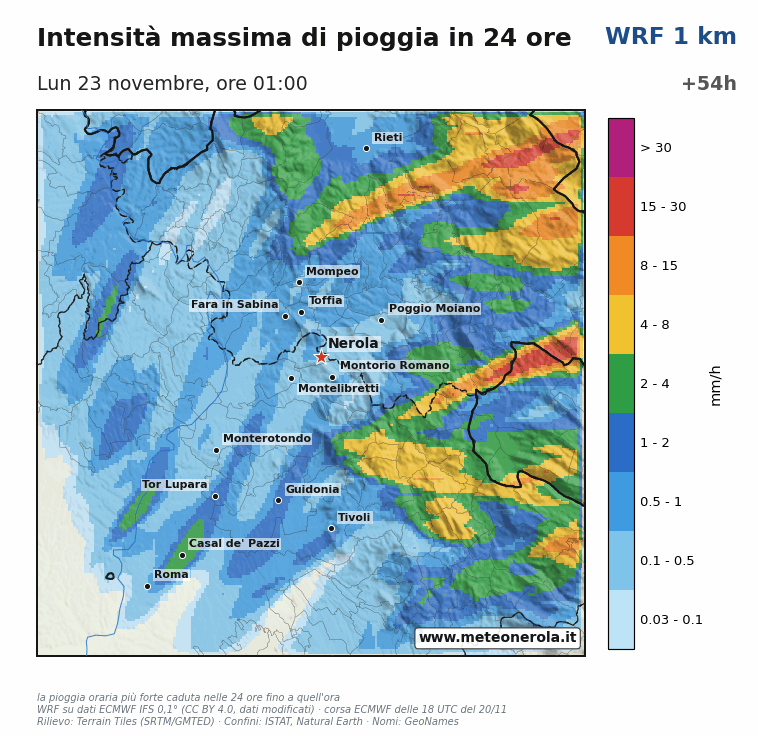 Intensità massima di pioggia in 24 ore
WRF 1 km
Lun 23 novembre, ore 01:00
+54h
Rieti
Mompeo
Fara in Sabina
Toffia
Poggio Moiano
Nerola
Montorio Romano
Montelibretti
Monterotondo
Tor Lupara
Guidonia
Tivoli
Casal de' Pazzi
Roma
www.meteonerola.it
> 30
15 - 30
8 - 15
4 - 8
2 - 4
1 - 2
0.5 - 1
0.1 - 0.5
0.03 - 0.1
mm/h
la pioggia oraria più forte caduta nelle 24 ore fino a quell'ora
WRF su dati ECMWF IFS 0,1° (CC BY 4.0, dati modificati) · corsa ECMWF delle 18 UTC del 20/11
Rilievo: Terrain Tiles (SRTM/GMTED) · Confini: ISTAT, Natural Earth · Nomi: GeoNames